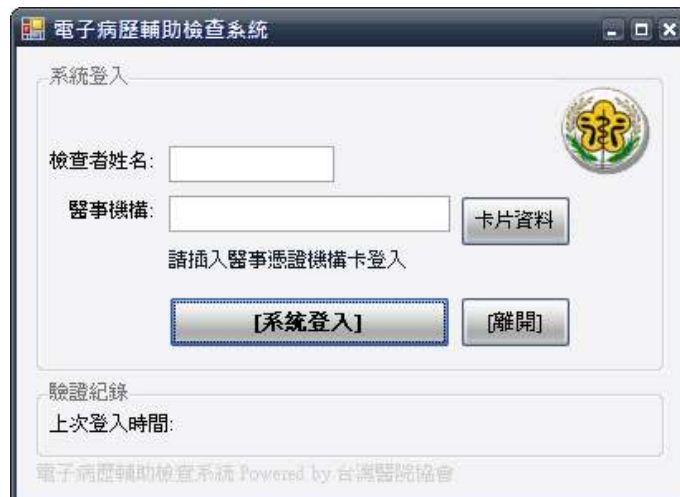 電子病歷輔助檢查系統
系統登入
檢查者姓名:
醫事機構:
卡片資料
請插入醫事憑證機構卡登入
[系統登入]
[離開]
驗證紀錄
上次登入時間:
電子病歷輔助檢查系統 Powered by 台灣醫院協會